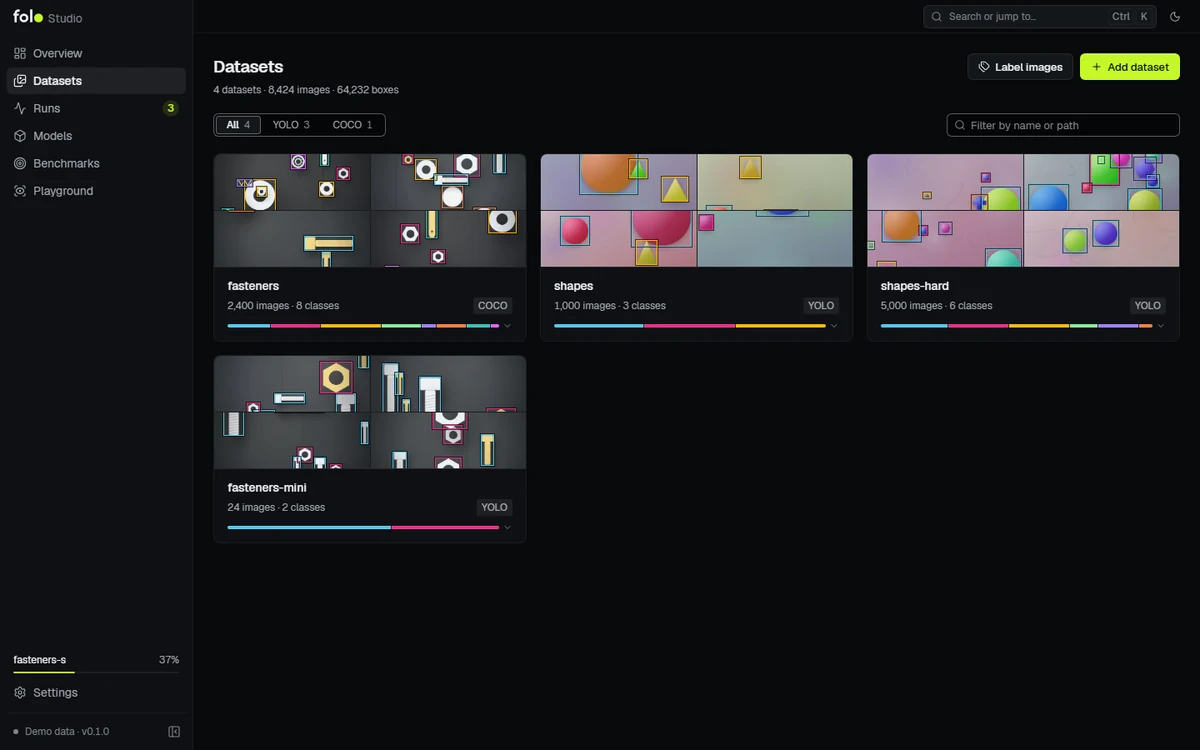 folo Studio
Search or jump to... Ctrl K
Overview
Datasets
Runs 3
Models
Benchmarks
Playground
Datasets
4 datasets · 8,424 images · 64,232 boxes
Label images
+ Add dataset
All 4 YOLO 3 COCO 1
Filter by name or path
fasteners
2,400 images · 8 classes COCO
shapes
1,000 images · 3 classes YOLO
shapes-hard
5,000 images · 6 classes YOLO
fasteners-mini
24 images · 2 classes YOLO
fasteners-s 37%
Settings
Demo data · v0.1.0